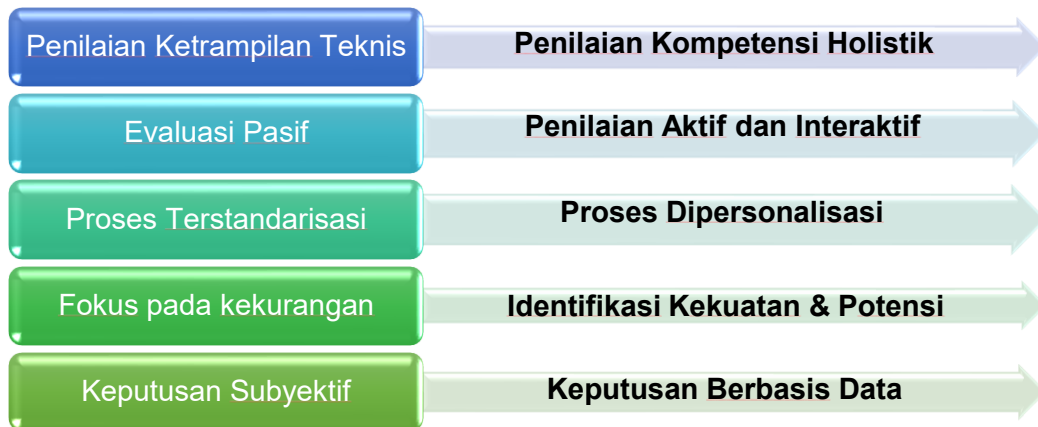 Penilaian Ketrampilan Teknis
Penilaian Kompetensi Holistik
Evaluasi Pasif
Penilaian Aktif dan Interaktif
Proses Terstandarisasi
Proses Dipersonalisasi
Fokus pada kekurangan
Identifikasi Kekuatan & Potensi
Keputusan Subyektif
Keputusan Berbasis Data